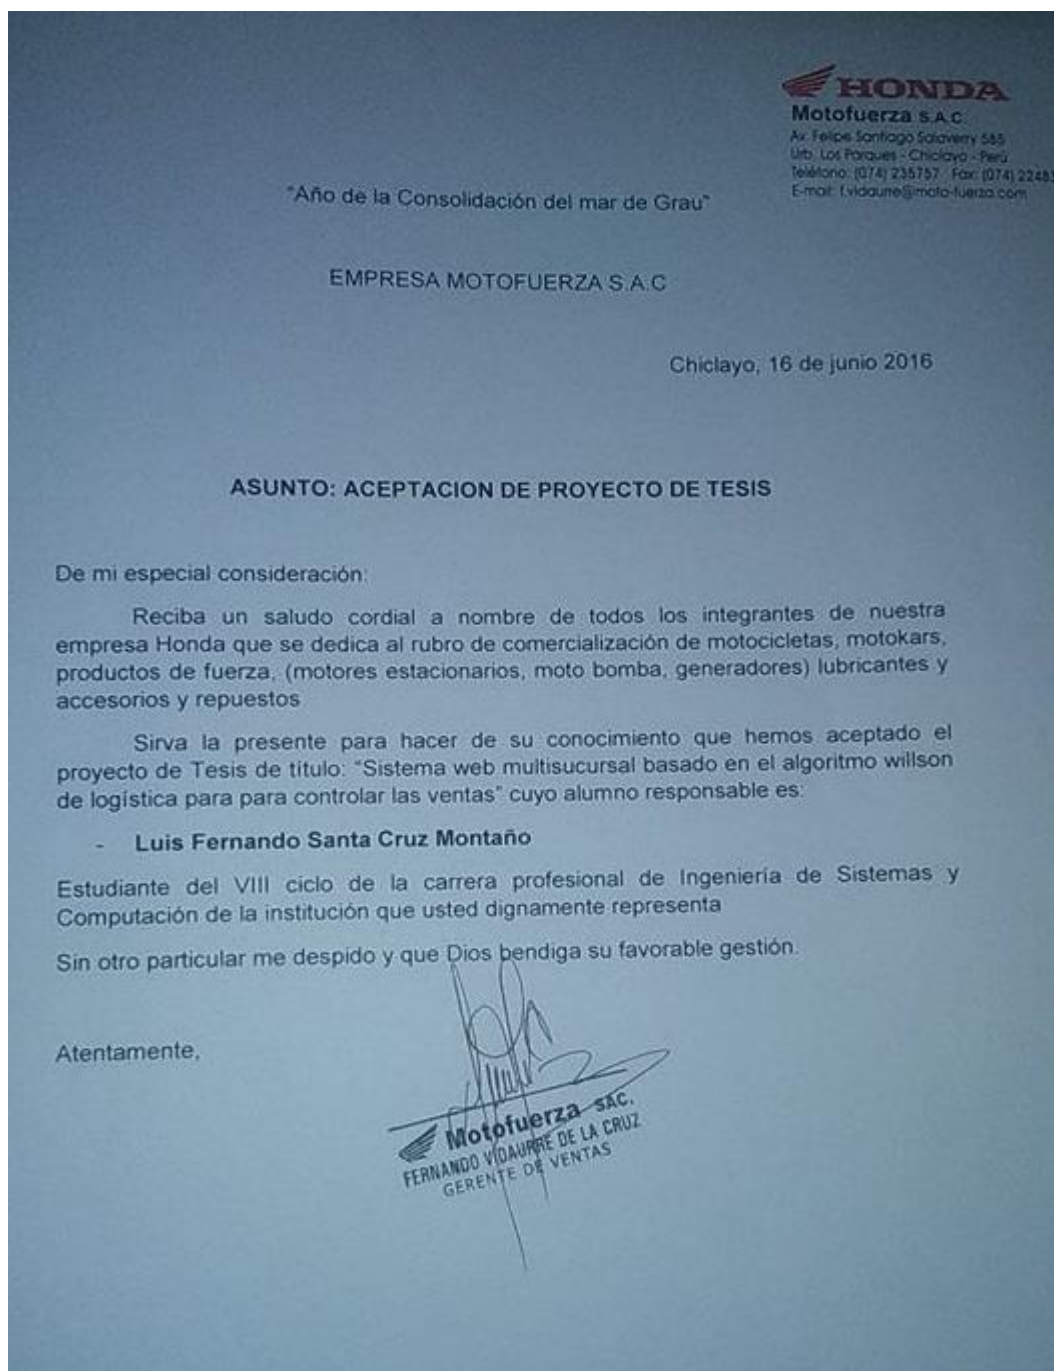 HONDA
Motofuerza S.A.C.
Av. Felipe Santiago Salaverry 585
Urb. Los Parques - Chiclayo - Perú
Teléfono: (074) 235757 Fax: (074)
"Año de la Consolidación del mar de Grau"
EMPRESA MOTOFUERZA S.A.C
Chiclayo, 16 de junio 2016
ASUNTO: ACEPTACION DE PROYECTO DE TESIS
De mi especial consideración:
Reciba un saludo cordial a nombre de todos los integrantes de nuestra
empresa Honda que se dedica al rubro de comercialización de motocicletas, motokars,
productos de fuerza, (motores estacionarios, moto bomba, generadores) lubricantes y
accesorios y repuestos
Sirva la presente para hacer de su conocimiento que hemos aceptado el
proyecto de Tesis de titulo: "Sistema web multisucursal basado en el algoritmo willson
de logística para para controlar las ventas" cuyo alumno responsable es:
- Luis Fernando Santa Cruz Montaño
Estudiante del VIII ciclo de la carrera profesional de Ingeniería de Sistemas y
Computación de la institución que usted dignamente representa
Sin otro particular me despido y que Dios bendiga su favorable gestión.
Atentamente,
Motofuerza SAC.
FERNANDO VIDAURRE DE LA CRUZ
GERENTE DE VENTAS